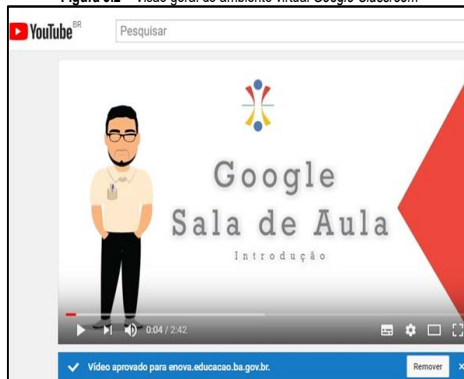 YouTube BR
Pesquisar
Google
Sala de Aula
Introdução
0:04 / 2:42
Vídeo aprovado para enova.educacao.ba.gov.br.
Remover